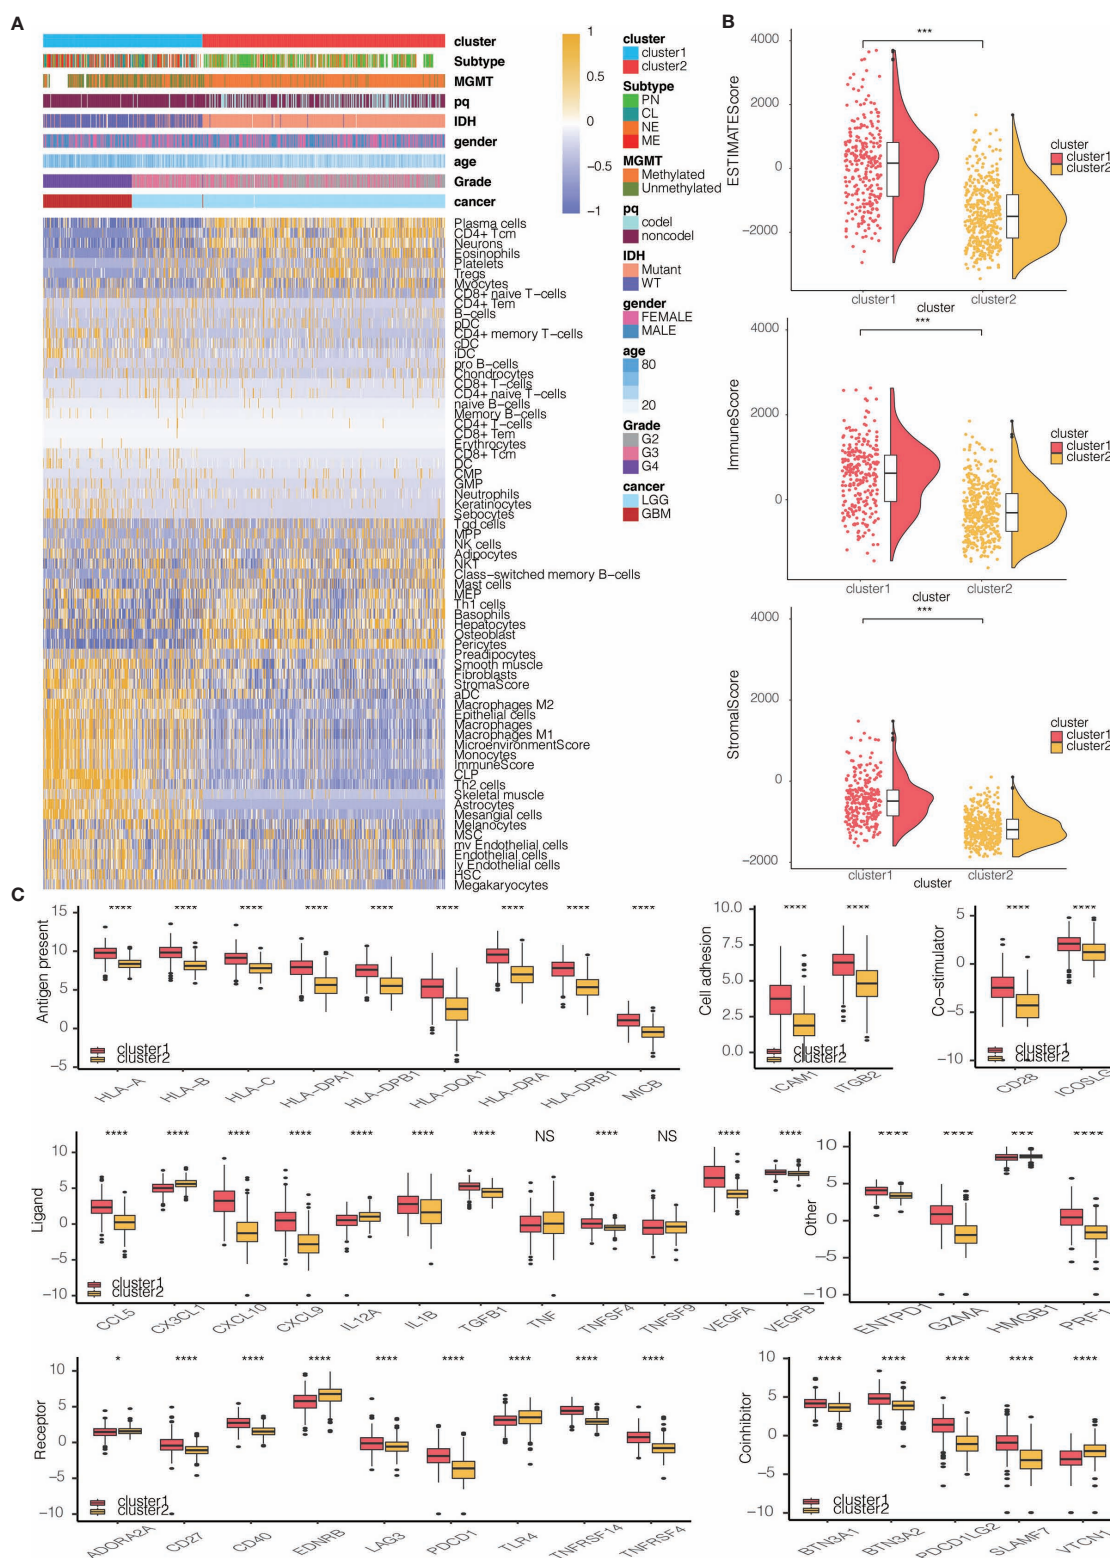 A
cluster
Subtype
MGMT
pq
IDH
gender
age
Grade
cancer
1
0.5
0
−0.5
−1
cluster
cluster1
cluster2
Subtype
PN
CL
NE
ME
MGMT
Methylated
Unmethylated
pq
codel
noncodel
IDH
Mutant
WT
gender
FEMALE
MALE
age
80
20
Grade
G2
G3
G4
cancer
LGG
GBM
Plasma cells
CD4+ Tcm
Neurons
Eosinophils
Platelets
Tregs
Myocytes
CD8+ naive T−cells
CD4+ Tem
B−cells
pDC
CD4+ memory T−cells
cDC
iDC
pro B−cells
Chondrocytes
CD8+ T−cells
CD4+ naive T−cells
naive B−cells
Memory B−cells
CD4+ T−cells
CD8+ Tem
Erythrocytes
CD8+ Tcm
DC
CMP
GMP
Neutrophils
Keratinocytes
Sebocytes
Tgd cells
MPP
NK cells
Adipocytes
NKT
Class−switched memory B−cells
Mast cells
MEP
Th1 cells
Basophils
Hepatocytes
Osteoblast
Pericytes
Preadipocytes
Smooth muscle
Fibroblasts
StromaScore
aDC
Macrophages M2
Epithelial cells
Macrophages
Macrophages M1
MicroenvironmentScore
Monocytes
ImmuneScore
CLP
Th2 cells
Skeletal muscle
Astrocytes
Mesangial cells
Melanocytes
MSC
mv Endothelial cells
Endothelial cells
ly Endothelial cells
HSC
Megakaryocytes
B
ESTIMATEScore
4000
2000
0
−2000
***
cluster1
cluster2
cluster
cluster
cluster1
cluster2
ImmuneScore
4000
2000
0
***
cluster1
cluster2
cluster
cluster
cluster1
cluster2
StromalScore
4000
2000
0
−2000
***
cluster1
cluster2
cluster
cluster
cluster1
cluster2
C
Antigen present
15
10
5
0
−5
**** **** **** **** **** **** **** **** ****
cluster1
cluster2
HLA−A HLA−B HLA−C HLA−DPA1 HLA−DPB1 HLA−DQA1 HLA−DRA HLA−DRB1 MICB
Cell adhesion
10.0
7.5
5.0
2.5
0.0
**** ****
cluster1
cluster2
ICAM1 ITGB2
Co−stimulator
5
0
−5
−10
**** ****
cluster1
cluster2
CD28 ICOSLG
Ligand
10
5
0
−5
−10
**** **** **** **** **** **** **** NS **** NS **** ****
cluster1
cluster2
CCL5 CX3CL1 CXCL10 CXCL9 IL12A IL1B TGFB1 TNF TNFSF4 TNFSF9 VEGFA VEGFB
Other
10
5
0
−5
−10
**** **** *** ****
cluster1
cluster2
ENTPD1 GZMA HMGB1 PRF1
Receptor
10
5
0
−5
−10
* **** **** **** **** **** **** **** ****
cluster1
cluster2
ADORA2A CD27 CD40 EDNRB LAG3 PDCD1 TLR4 TNFRSF14 TNFRSF4
Coinhibitor
10
5
0
−5
−10
**** **** **** **** ****
cluster1
cluster2
BTN3A1 BTN3A2 PDCD1LG2 SLAMF7 VTCN1